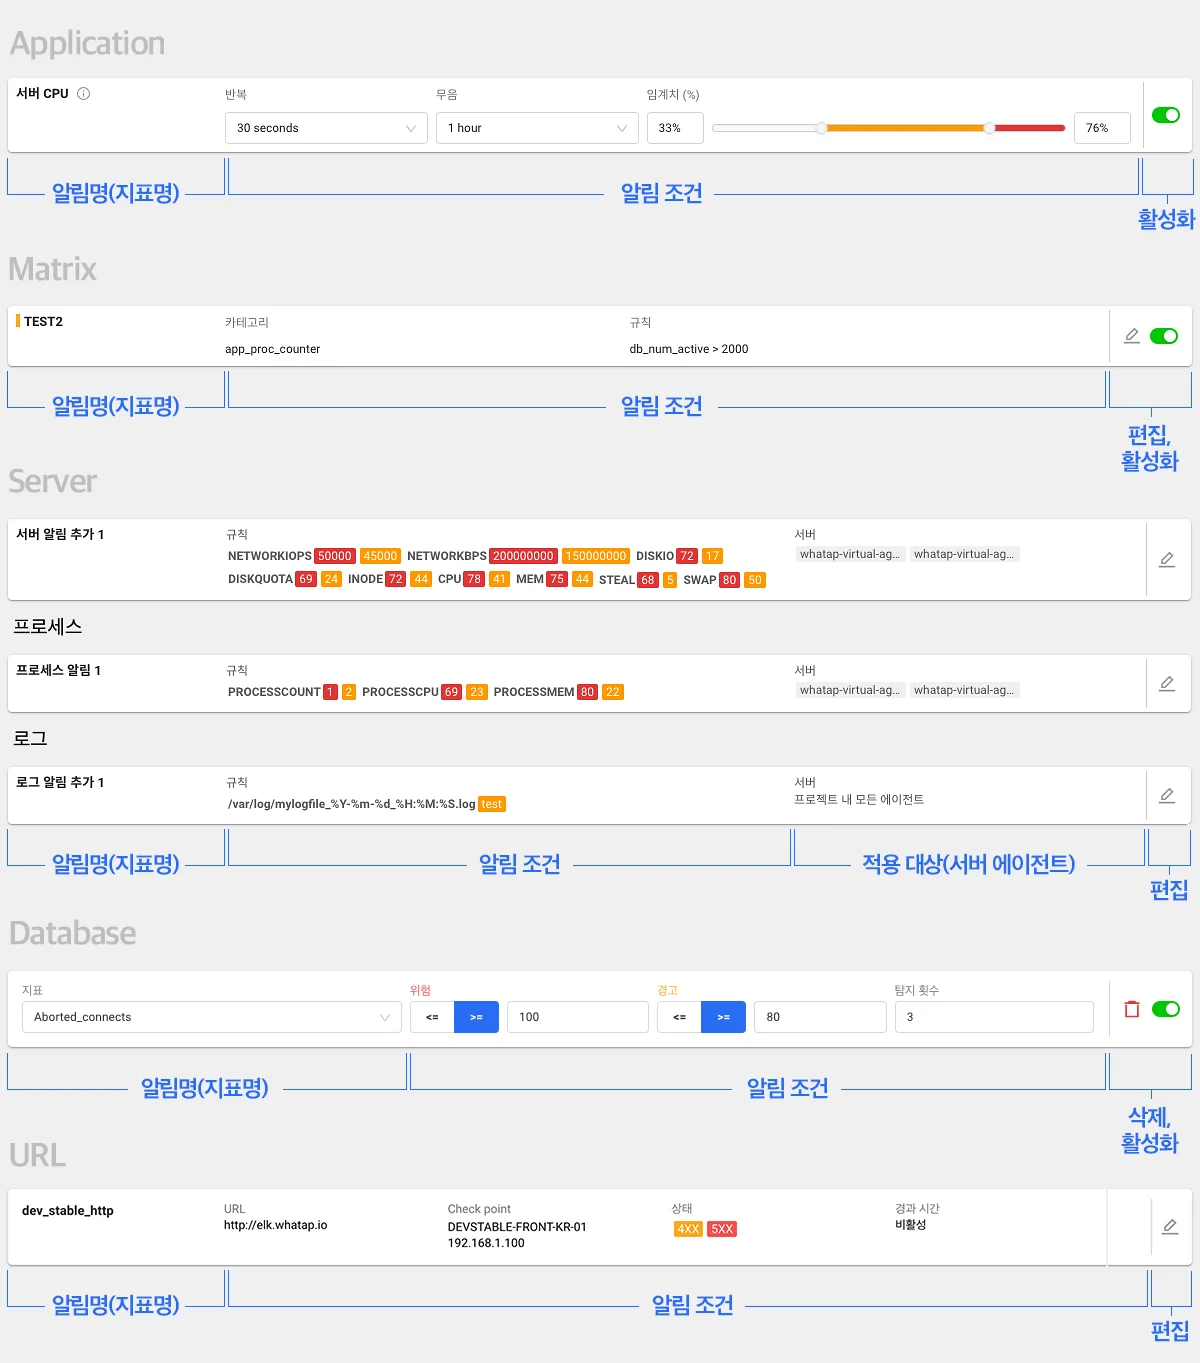 Application
서버 CPU
반복
무음
임계치 (%)
30 seconds
1 hour
33%
76%
알림명(지표명)
알림 조건
활성화
Matrix
TEST2
카테고리
규칙
app_proc_counter
db_num_active > 2000
알림명(지표명)
알림 조건
편집,
활성화
Server
서버 알림 추가 1
규칙
서버
NETWORKIOPS 50000 45000 NETWORKBPS 200000000 150000000 DISKIO 72 17
whatap-virtual-ag... whatap-virtual-ag...
DISKQUOTA 69 24 INODE 72 44 CPU 78 41 MEM 75 44 STEAL 68 5 SWAP 80 50
프로세스
프로세스 알림 1
규칙
서버
PROCESSCOUNT 1 2 PROCESSCPU 69 23 PROCESSMEM 80 22
whatap-virtual-ag... whatap-virtual-ag...
로그
로그 알림 추가 1
규칙
서버
/var/log/mylogfile_%Y-%m-%d_%H:%M:%S.log test
프로젝트 내 모든 에이전트
알림명(지표명)
알림 조건
적용 대상(서버 에이전트)
편집
Database
지표
위험
경고
탐지 횟수
Aborted_connects
<= >= 100
<= >= 80
3
알림명(지표명)
알림 조건
삭제,
활성화
URL
dev_stable_http
URL
Check point
상태
경과 시간
http://elk.whatap.io
DEVSTABLE-FRONT-KR-01
4XX 5XX
비활성
192.168.1.100
알림명(지표명)
알림 조건
편집